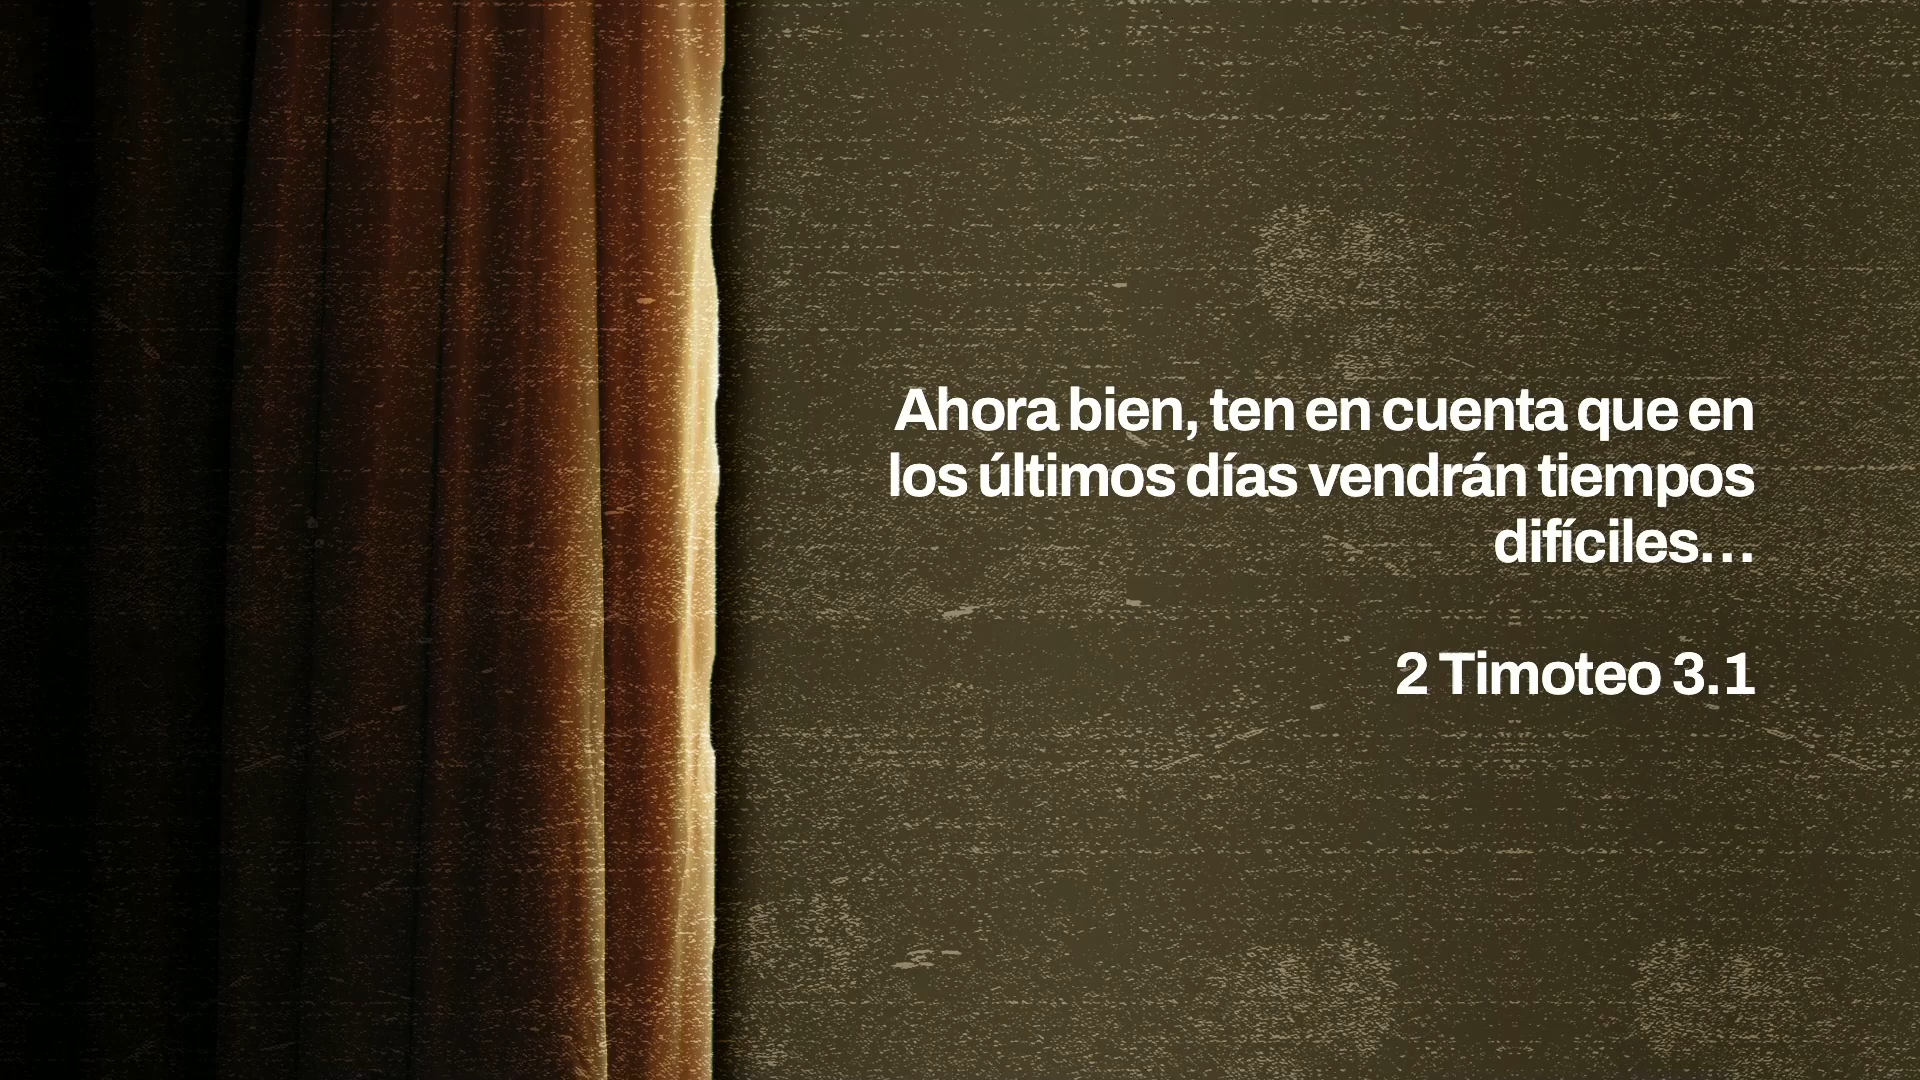 Ahora bien, ten en cuenta que en
los últimos días vendrán tiempos
difíciles…
2 Timoteo 3.1